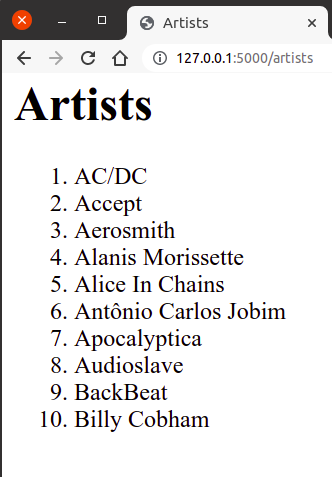 Artists
127.0.0.1:5000/artists
Artists
1. AC/DC
2. Accept
3. Aerosmith
4. Alanis Morissette
5. Alice In Chains
6. Antônio Carlos Jobim
7. Apocalyptica
8. Audioslave
9. BackBeat
10. Billy Cobham